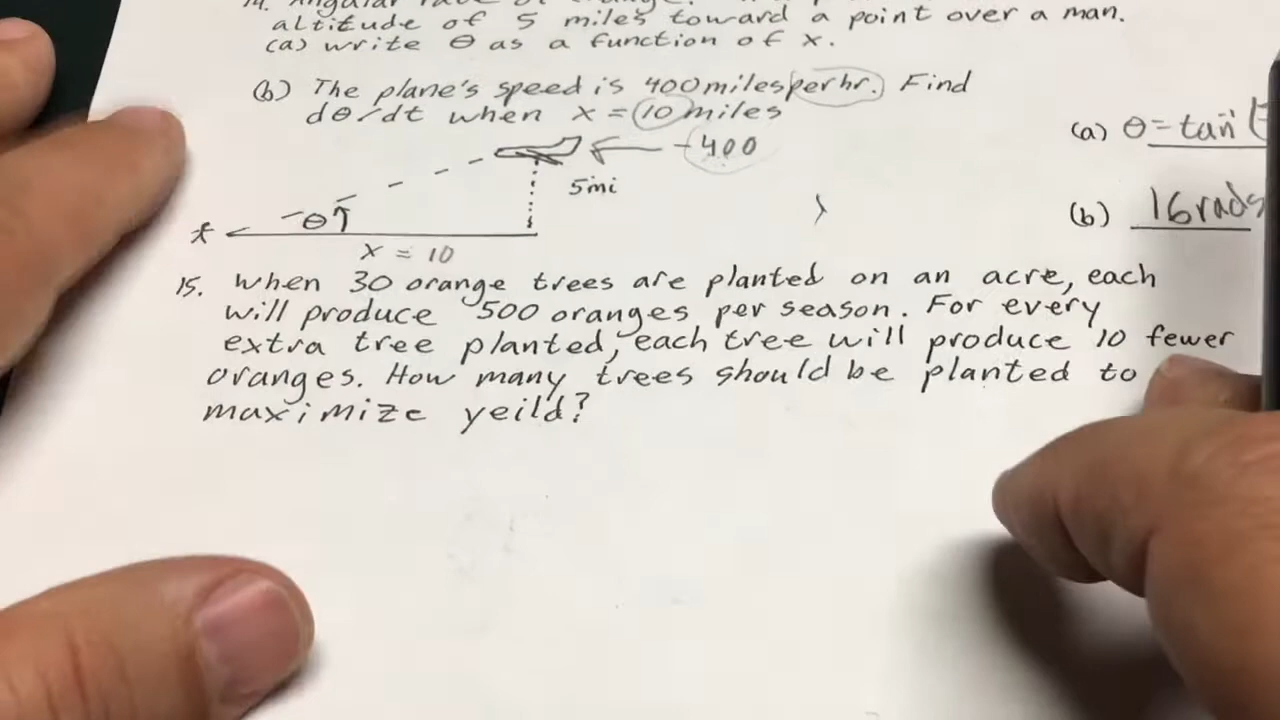 altitude of 5 miles toward a point over a man.
(a) write θ as a function of x.
(b) The plane's speed is 400 miles per hr. Find
dθ/dt when x = 10 miles
(a) θ = tan⁻¹(
-400
5mi
(b) 16 rads
θ
x = 10
15. When 30 orange trees are planted on an acre, each
will produce 500 oranges per season. For every
extra tree planted, each tree will produce 10 fewer
oranges. How many trees should be planted to
maximize yeild?